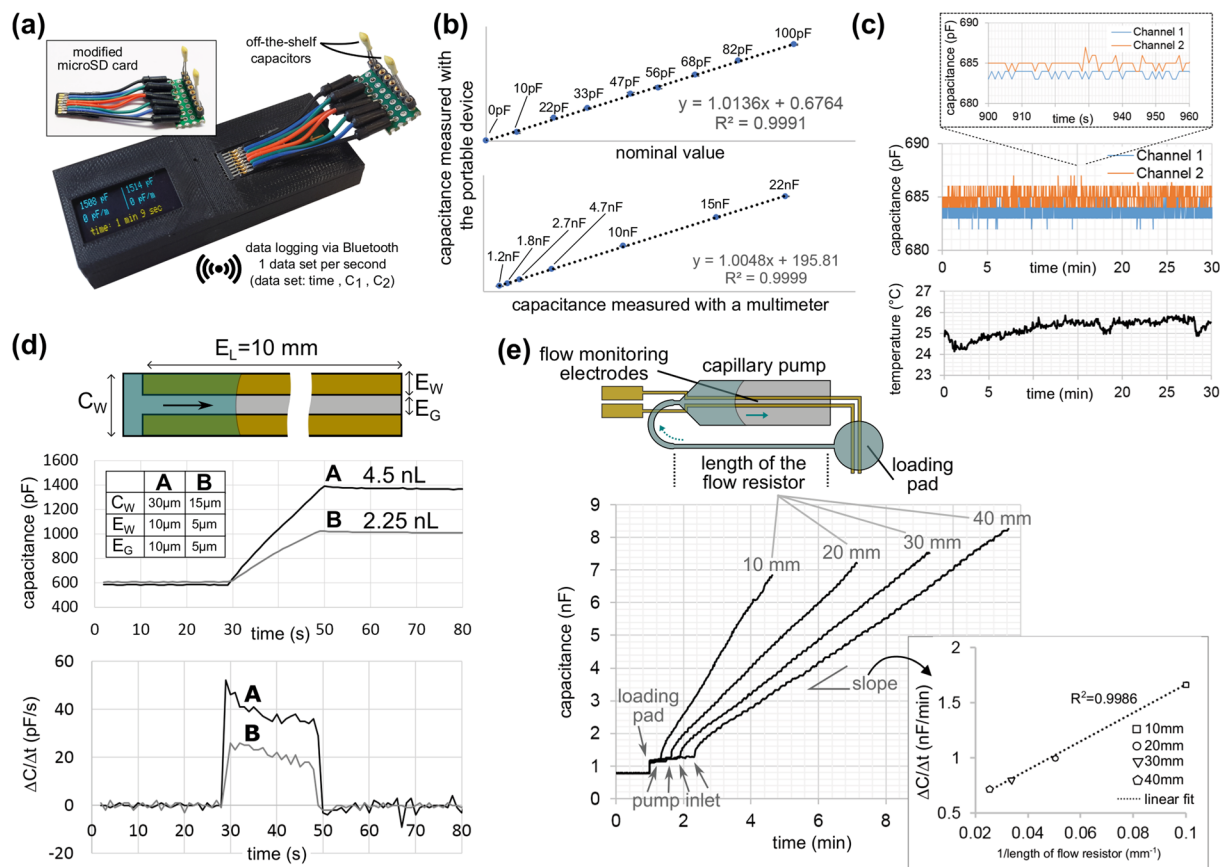 (a)
modified
microSD card
off-the-shelf
capacitors
1508 pF
1514 pF
0 pF/m
0 pF/m
time: 1 min 9 sec
data logging via Bluetooth
1 data set per second
(data set: time , C1 , C2)
(b)
capacitance measured with
the portable device
0pF
10pF
22pF
33pF
47pF
56pF
68pF
82pF
100pF
y = 1.0136x + 0.6764
R² = 0.9991
nominal value
1.2nF
1.8nF
2.7nF
4.7nF
10nF
15nF
22nF
y = 1.0048x + 195.81
R² = 0.9999
capacitance measured with a multimeter
(c)
capacitance (pF)
690
685
680
Channel 1
Channel 2
900
910
920
930
940
950
960
time (s)
capacitance (pF)
690
685
680
Channel 1
Channel 2
0
5
10
15
20
25
30
time (min)
temperature (°C)
27
26
25
24
23
0
5
10
15
20
25
30
time (min)
(d)
EL=10 mm
CW
EW
EG
capacitance (pF)
1600
1400
1200
1000
800
600
400
A B
CW 30µm 15µm
EW 10µm 5µm
EG 10µm 5µm
A 4.5 nL
B 2.25 nL
0 10 20 30 40 50 60 70 80
time (s)
ΔC/Δt (pF/s)
60
40
20
0
-20
A
B
0 10 20 30 40 50 60 70 80
time (s)
(e)
flow monitoring
electrodes
capillary pump
length of the
flow resistor
loading
pad
capacitance (nF)
9
8
7
6
5
4
3
2
1
0
10 mm
20 mm
30 mm
40 mm
loading
pad
pump inlet
slope
0 2 4 6 8
time (min)
ΔC/Δt (nF/min)
2
1.5
1
0.5
R²=0.9986
10mm
20mm
30mm
40mm
linear fit
0.02 0.04 0.06 0.08 0.1
1/length of flow resistor (mm⁻¹)